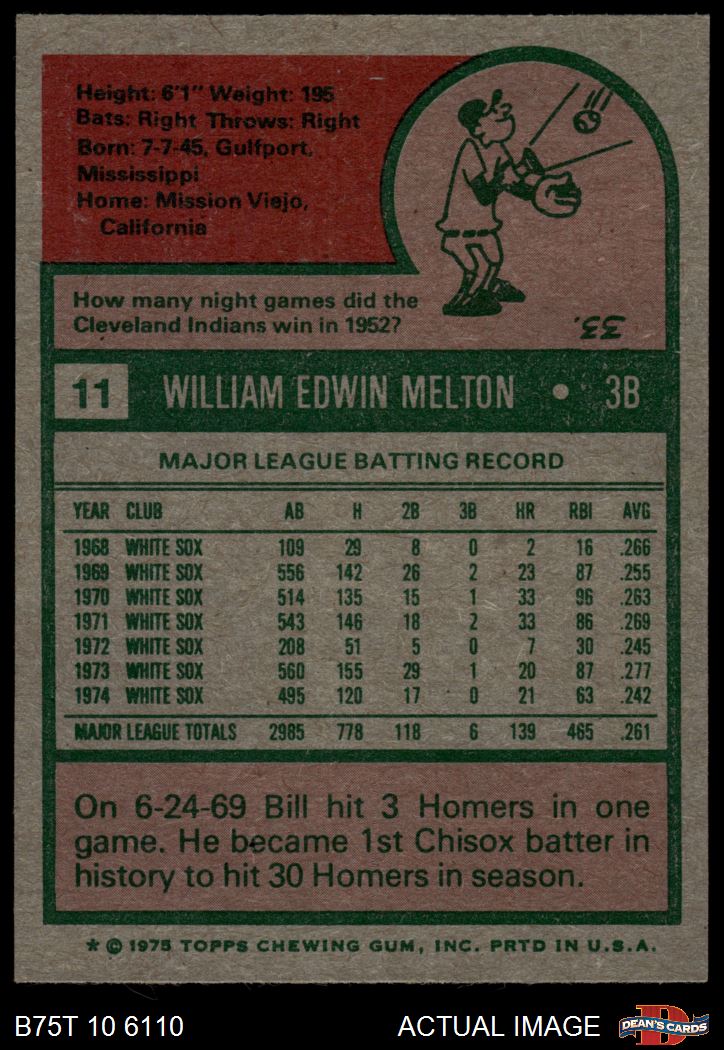 Height: 6'1" Weight: 195
Bats: Right Throws: Right
Born: 7-7-45, Gulfport,
Mississippi
Home: Mission Viejo,
California
How many night games did the
Cleveland Indians win in 1952?
33.
11 WILLIAM EDWIN MELTON • 3B
MAJOR LEAGUE BATTING RECORD
YEAR CLUB AB H 2B 3B HR RBI AVG
1968 WHITE SOX 109 29 8 0 2 16 .266
1969 WHITE SOX 556 142 26 2 23 87 .255
1970 WHITE SOX 514 135 15 1 33 96 .263
1971 WHITE SOX 543 146 18 2 33 86 .269
1972 WHITE SOX 208 51 5 0 7 30 .245
1973 WHITE SOX 560 155 29 1 20 87 .277
1974 WHITE SOX 495 120 17 0 21 63 .242
MAJOR LEAGUE TOTALS 2985 778 118 6 139 465 .261
On 6-24-69 Bill hit 3 Homers in one
game. He became 1st Chisox batter in
history to hit 30 Homers in season.
* © 1975 TOPPS CHEWING GUM, INC. PRTD IN U.S.A.
B75T 10 6110 ACTUAL IMAGE D DEAN'S CARDS